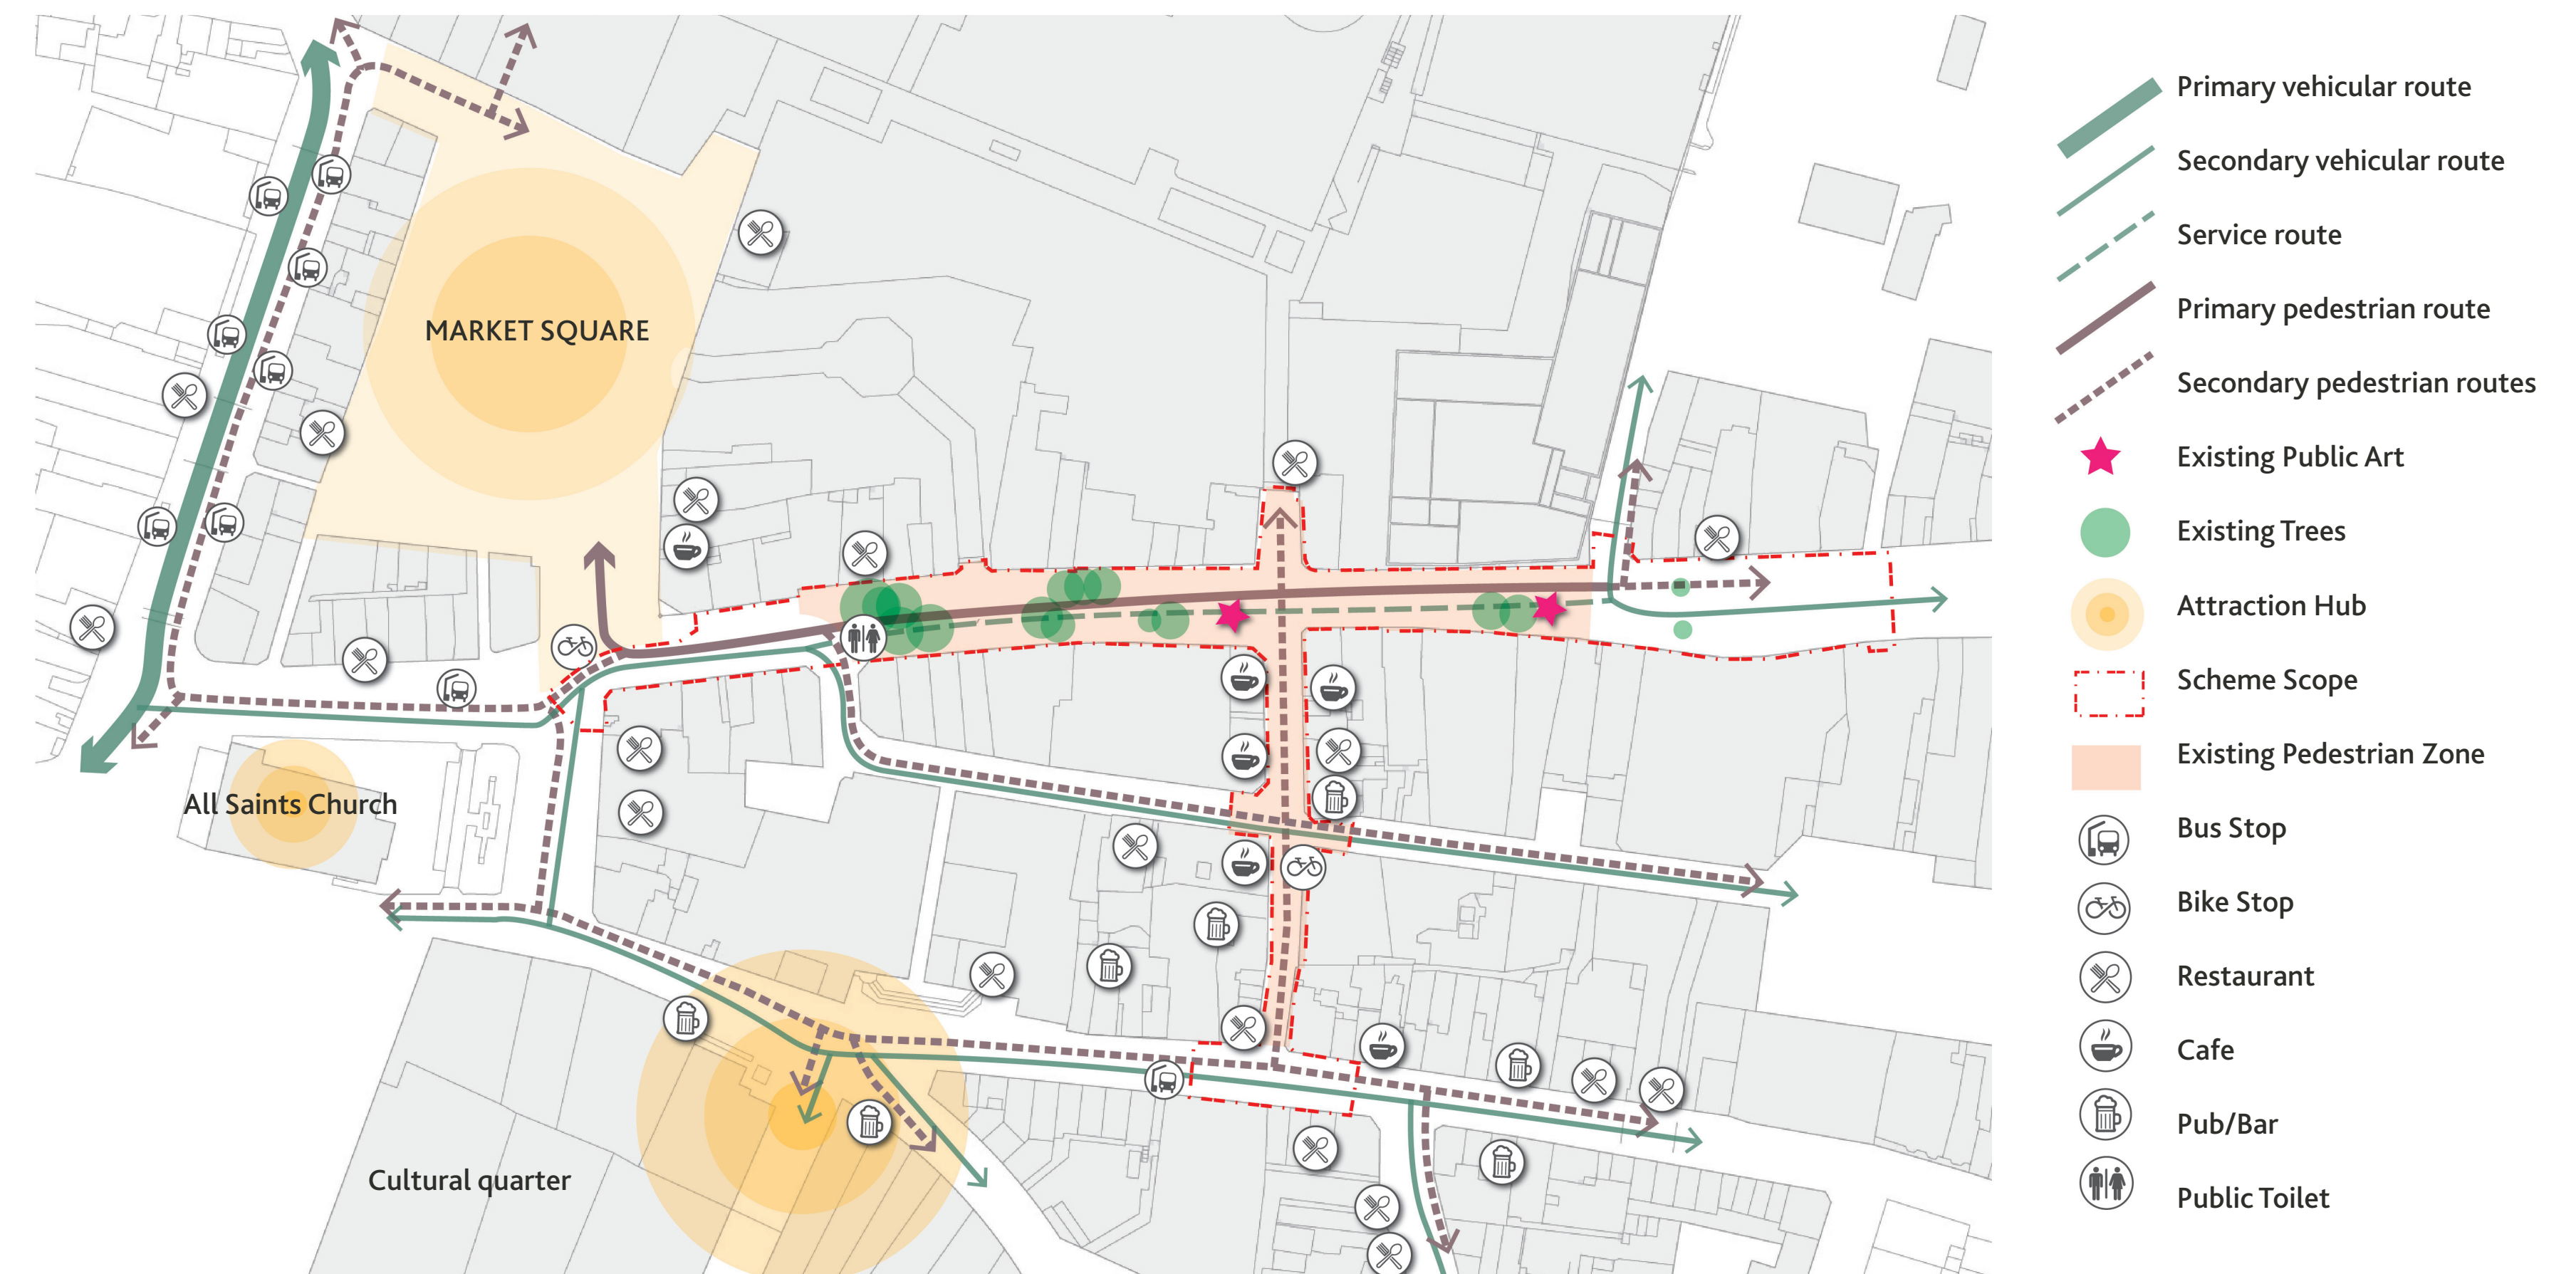 MARKET SQUARE
All Saints Church
Cultural quarter
Primary vehicular route
Secondary vehicular route
Service route
Primary pedestrian route
Secondary pedestrian routes
Existing Public Art
Existing Trees
Attraction Hub
Scheme Scope
Existing Pedestrian Zone
Bus Stop
Bike Stop
Restaurant
Cafe
Pub/Bar
Public Toilet